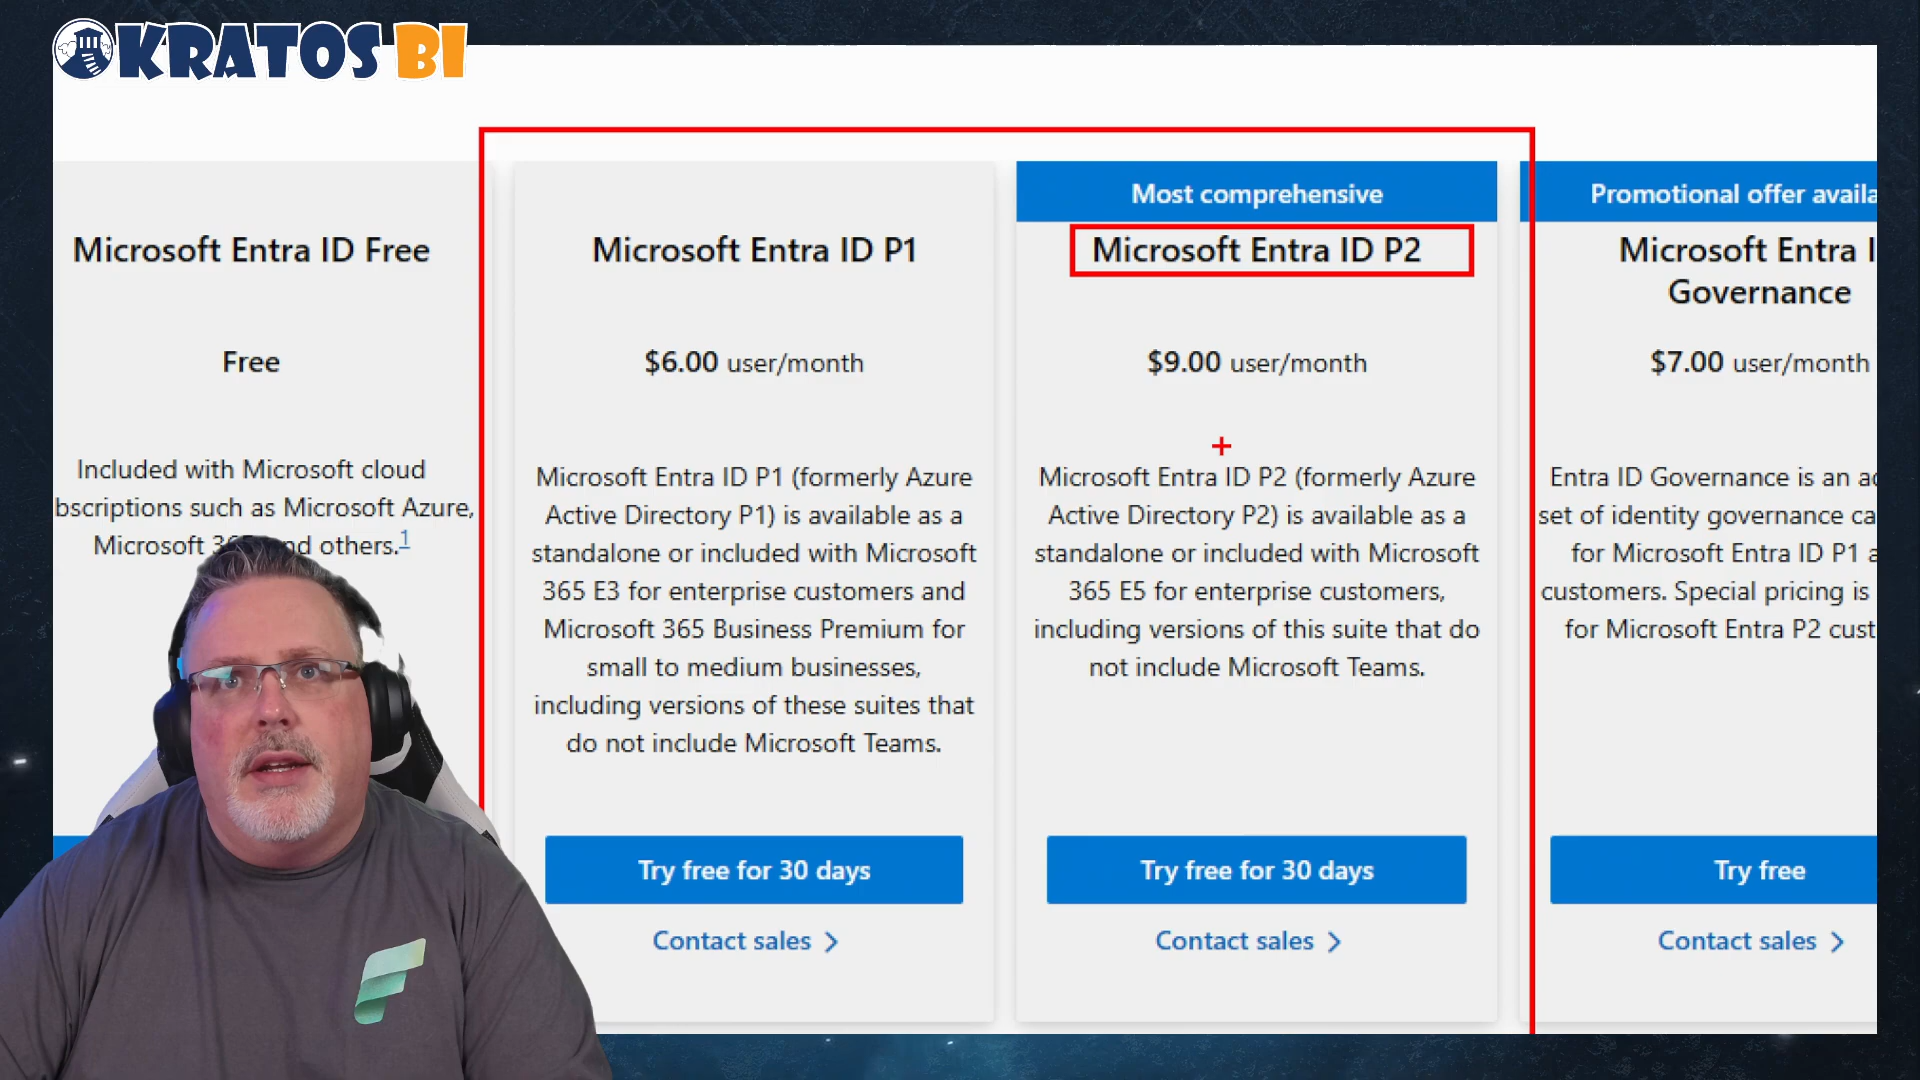 KRATOS BI
Microsoft Entra ID Free
Free
Included with Microsoft cloud
bscriptions such as Microsoft Azure,
Microsoft and others.1
Microsoft Entra ID P1
$6.00 user/month
Microsoft Entra ID P1 (formerly Azure
Active Directory P1) is available as a
standalone or included with Microsoft
365 E3 for enterprise customers and
Microsoft 365 Business Premium for
small to medium businesses,
including versions of these suites that
do not include Microsoft Teams.
Try free for 30 days
Contact sales >
Most comprehensive
Microsoft Entra ID P2
$9.00 user/month
Microsoft Entra ID P2 (formerly Azure
Active Directory P2) is available as a
standalone or included with Microsoft
365 E5 for enterprise customers,
including versions of this suite that do
not include Microsoft Teams.
Try free for 30 days
Contact sales >
Promotional offer availa
Microsoft Entra I
Governance
$7.00 user/month
Entra ID Governance is an a
set of identity governance ca
for Microsoft Entra ID P1 a
customers. Special pricing is
for Microsoft Entra P2 cust
Try free
Contact sales >